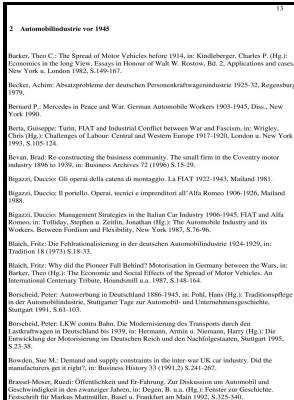 13
2 Automobilindustrie vor 1945
Barker, Theo C.: The Spread of Motor Vehicles before 1914, in: Kindleberger, Charles P. (Hg.):
Economics in the long View. Essays in Honour of Walt W. Rostow, Bd. 2, Applications and cases,
New York u. London 1982, S.149-167.
Becker, Achim: Absatzprobleme der deutschen Personenkraftwagenindustrie 1925-32, Regensburg
1979.
Bernard P.: Mercedes in Peace and War. German Automobile Workers 1903-1945, Diss., New
York 1990.
Berta, Guiseppe: Turin, FIAT and Industrial Conflict between War and Fascism, in: Wrigley,
Chris (Hg.): Challenges of Labour: Central and Western Europe 1917-1920, London u. New York
1993, S.105-124.
Bevan, Brad: Re-constructing the business community. The small firm in the Coventry motor
industry 1896 to 1939, in: Business Archives 72 (1996) S.15-29.
Bigazzi, Duccio: Gli operai della catena di montaggio. La FIAT 1922-1943, Mailand 1981.
Bigazzi, Duccio: Il portello. Operai, tecnici e imprenditori all'Alfa Romeo 1906-1926, Mailand
1988.
Bigazzi, Duccio: Management Strategies in the Italian Car Industry 1906-1945. FIAT and Alfa
Romeo, in: Tolliday, Stephen u. Zeitlin, Jonathan (Hg.): The Automobile Industry and its
Workers. Between Fordism and Flexibility, New York 1987, S.76-96.
Blaich, Fritz: Die Fehlrationalisierung in der deutschen Automobilindustrie 1924-1929, in:
Tradition 18 (1973) S.18-33.
Blaich, Fritz: Why did the Pioneer Fall Behind? Motorisation in Germany between the Wars, in:
Barker, Theo (Hg.): The Economic and Social Effects of the Spread of Motor Vehicles. An
International Centenary Tribute, Houndsmill u.a. 1987, S.148-164.
Borscheid, Peter: Autowerbung in Deutschland 1886-1945, in: Pohl, Hans (Hg.): Traditionspflege
in der Automobilindustrie, Stuttgarter Tage zur Automobil- und Unternehmensgeschichte,
Stuttgart 1991, S.61-103.
Borscheid, Peter: LKW contra Bahn. Die Modernisierung des Transports durch den
Lastkraftwagen in Deutschland bis 1939, in: Hermann, Armin u. Niemann, Harry (Hg.): Die
Entwicklung der Motorisierung im Deutschen Reich und den Nachfolgestaaten, Stuttgart 1995,
S.23-38.
Bowden, Sue M.: Demand and supply constraints in the inter-war UK car industry. Did the
manufacturers get it right?, in: Business History 33 (1991,2) S.241-267.
Brassel-Moser, Ruedi: Öffentlichkeit und Er-Fahrung. Zur Diskussion um Automobil und
Geschwindigkeit in den zwanziger Jahren, in: Degen, B. u.a. (Hg.): Fenster zur Geschichte.
Festschrift für Markus Mattmüller, Basel u. Frankfurt am Main 1992, S.325-340.